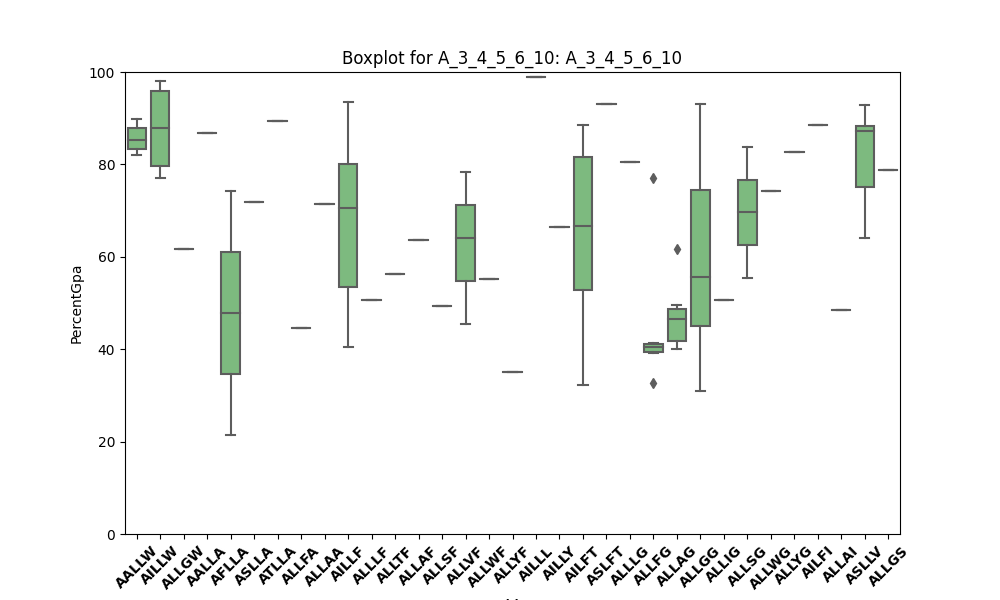 Boxplot for A_3_4_5_6_10: A_3_4_5_6_10
100
80
60
40
20
0
PercentGpa
AALLW
AILLW
ALLGW
AALLA
AFLLA
ASLLA
ATLLA
ALLFA
ALLAA
AILLF
ALLLF
ALLTF
ALLAF
ALLSF
ALLVF
ALLWF
ALLYF
AILLL
AILLY
AILFT
ASLFT
ALLLG
ALLFG
ALLAG
ALLGG
ALLIG
ALLSG
ALLWG
ALLYG
AILFI
ALLAI
ASLLV
ALLGS